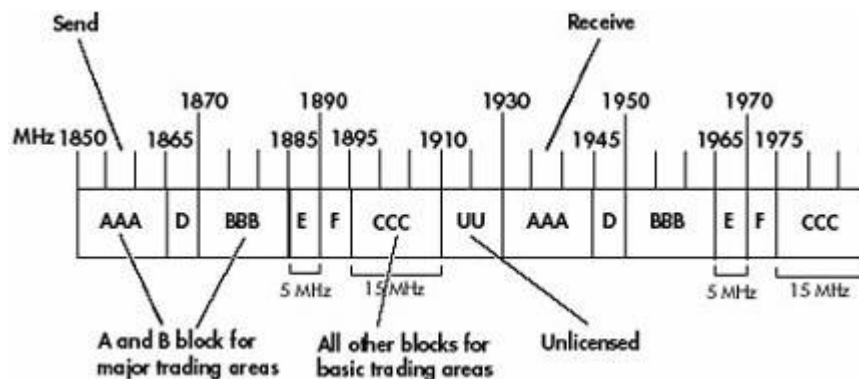 Send
Receive
1870
1890
1930
1950
1970
MHz 1850
1865
1885
1895
1910
1945
1965
1975
AAA
D
BBB
E
F
CCC
UU
AAA
D
BBB
E
F
CCC
5 MHz
15 MHz
5 MHz
15 MHz
A and B block for
major trading areas
All other blocks for
basic trading areas
Unlicensed